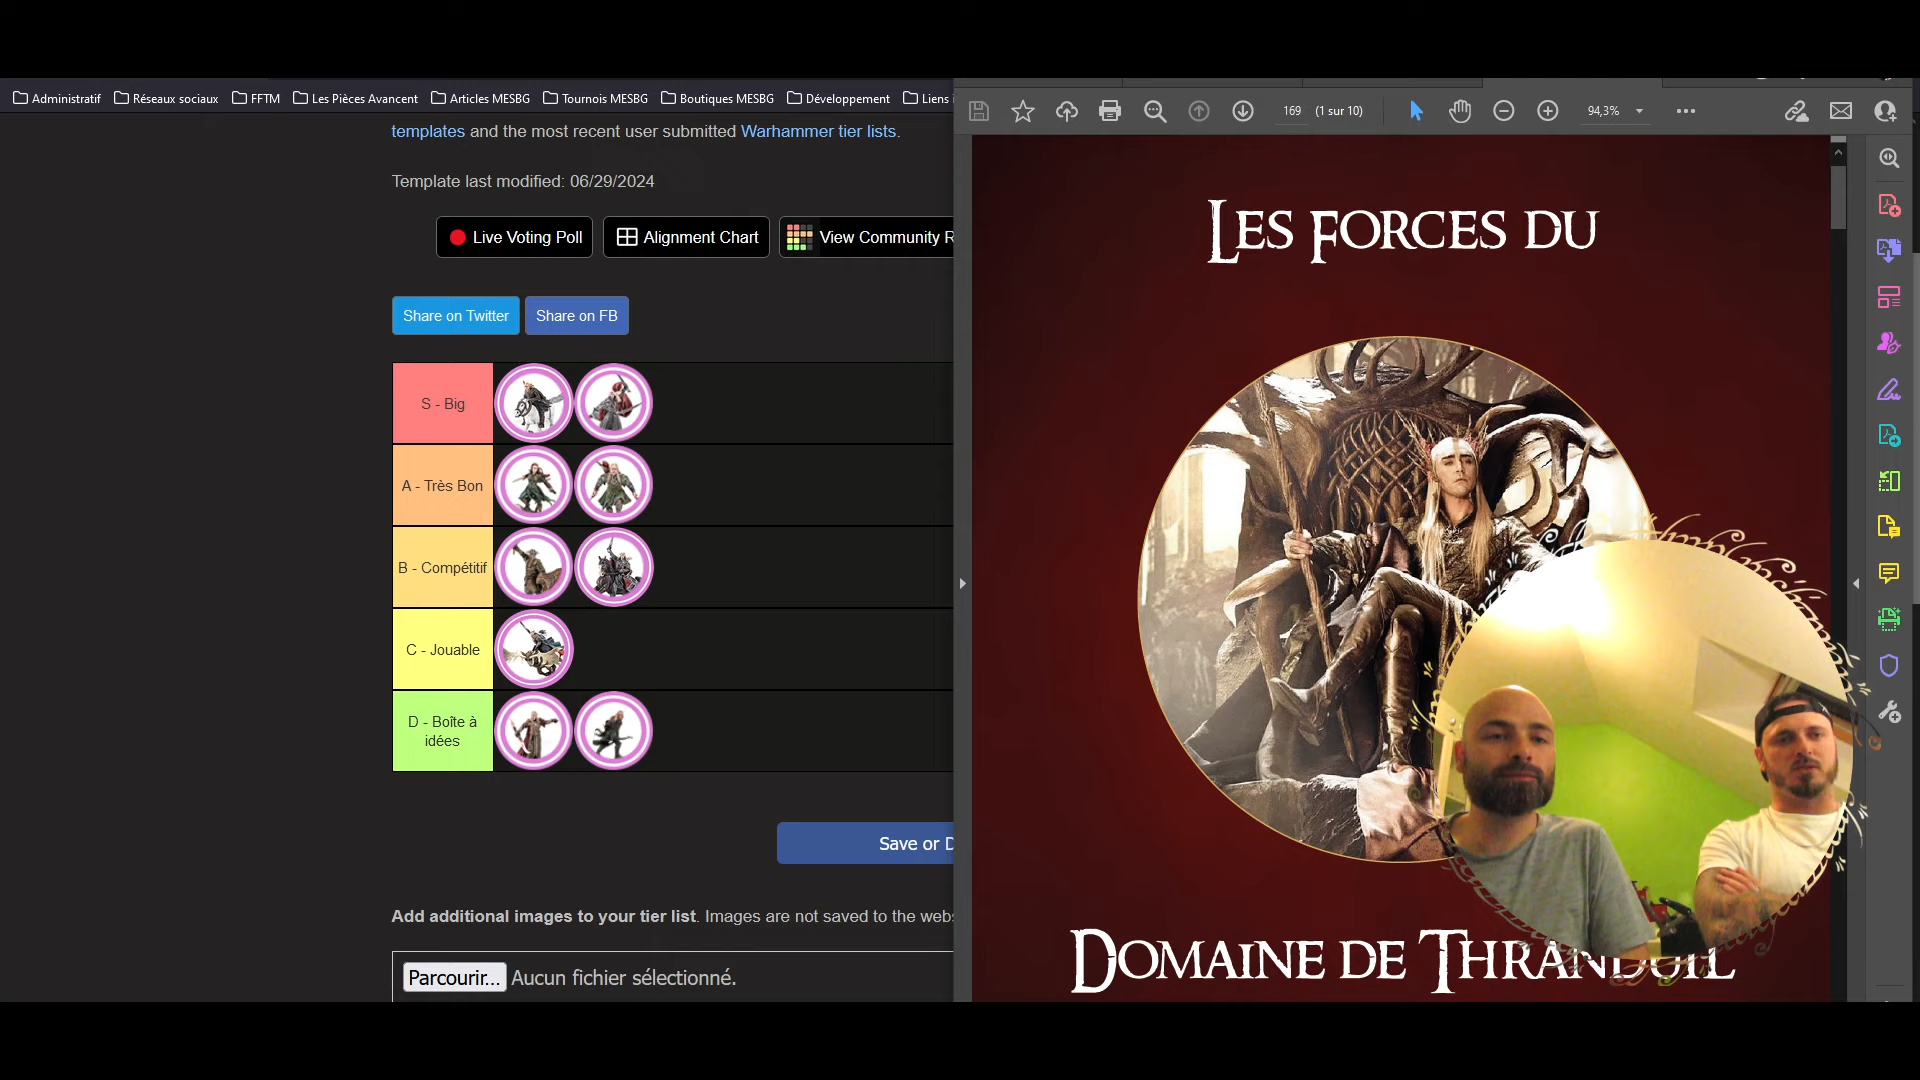 Administratif Réseaux sociaux FFTM Les Pièces Avancent Articles MESBG Tournois MESBG Boutiques MESBG Développement Liens
templates and the most recent user submitted Warhammer tier lists.
Template last modified: 06/29/2024
Live Voting Poll Alignment Chart View Community R
Share on Twitter Share on FB
S - Big
A - Très Bon
B - Compétitif
C - Jouable
D - Boîte à
idées
Save or D
Add additional images to your tier list. Images are not saved to the webs
Parcourir... Aucun fichier sélectionné.
169 (1 sur 10) 94,3%
Les Forces du
Domaine de Thranduil